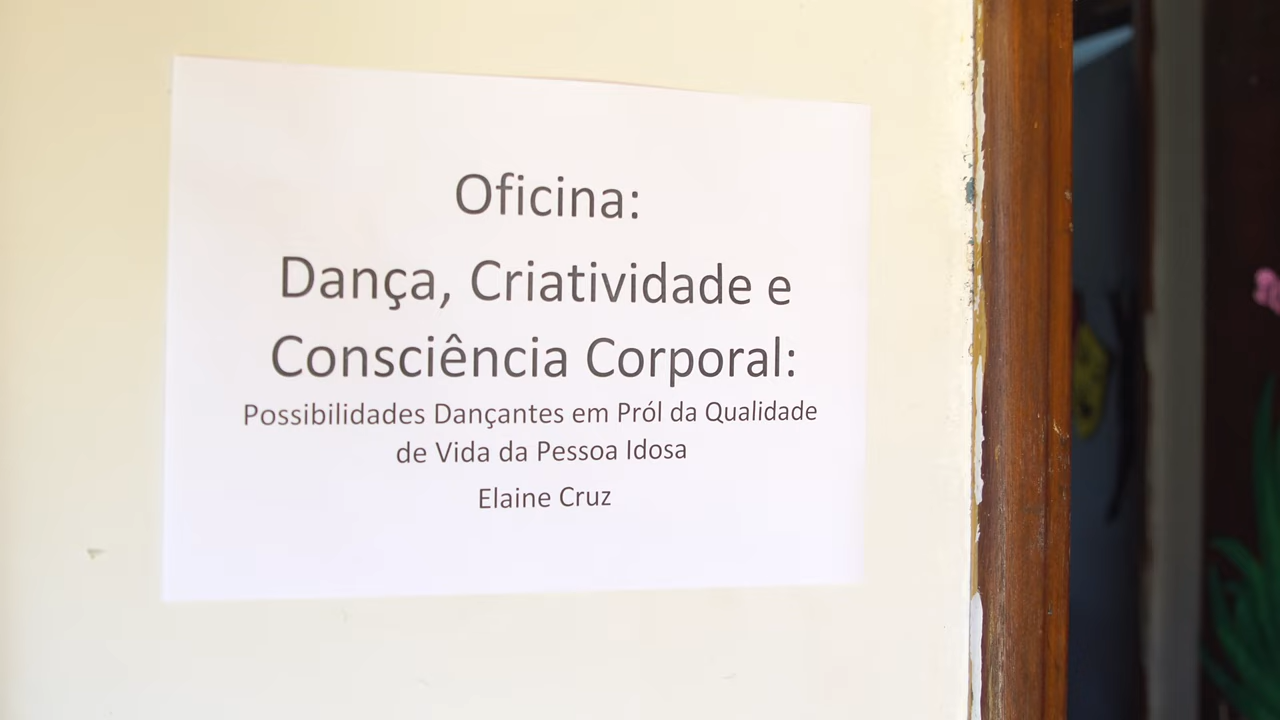 Oficina:
Dança, Criatividade e
Consciência Corporal:
Possibilidades Dançantes em Pról da Qualidade
de Vida da Pessoa Idosa
Elaine Cruz